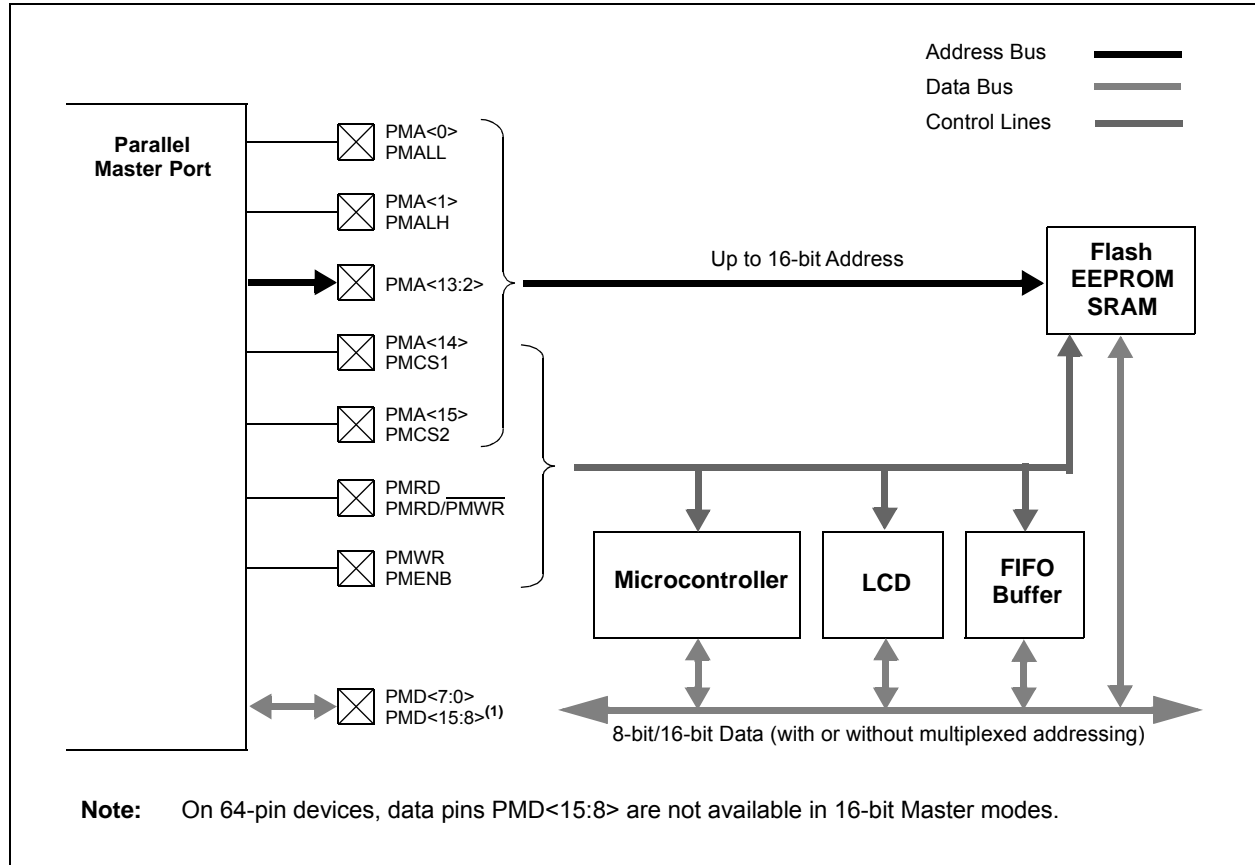 Address Bus
Data Bus
Control Lines
Parallel
Master Port
PMA<0>
PMALL
PMA<1>
PMALH
PMA<13:2>
PMA<14>
PMCS1
PMA<15>
PMCS2
PMRD
PMRD/P̅M̅W̅R̅
PMWR
PMENB
PMD<7:0>
PMD<15:8>(1)
Up to 16-bit Address
Flash
EEPROM
SRAM
Microcontroller
LCD
FIFO
Buffer
8-bit/16-bit Data (with or without multiplexed addressing)
Note: On 64-pin devices, data pins PMD<15:8> are not available in 16-bit Master modes.